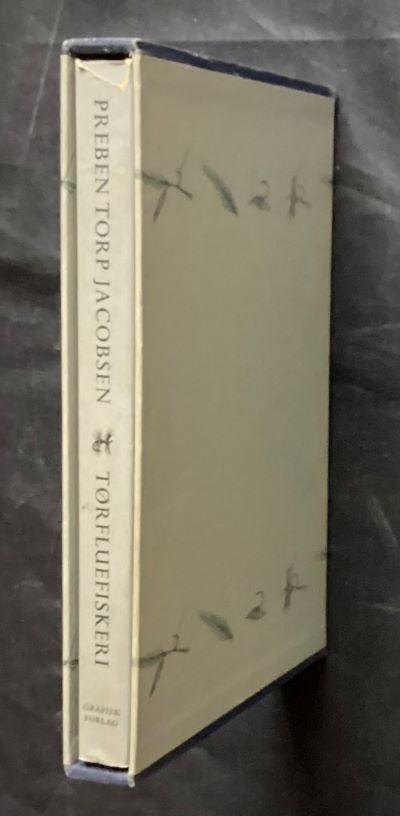 PREBEN TORP JACOBSEN
TØRFLUEFISKERI
GRAFISK
FORLAG